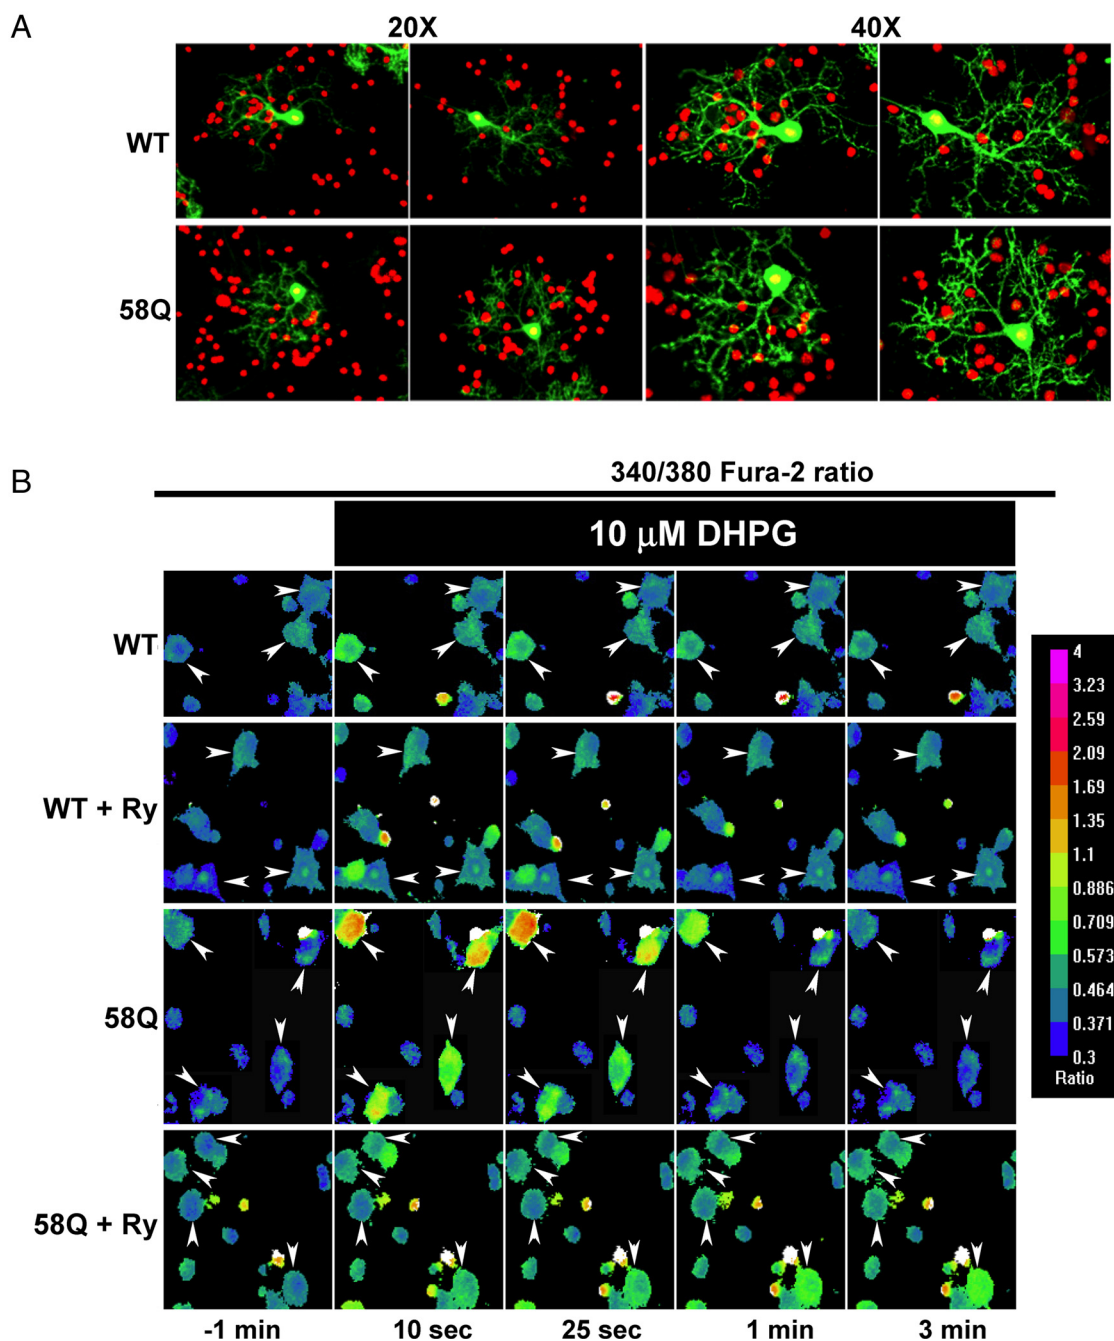 A
20X 40X
WT
58Q
B
340/380 Fura-2 ratio
10 μM DHPG
WT
WT + Ry
58Q
58Q + Ry
4
3.23
2.59
2.09
1.69
1.35
1.1
0.886
0.709
0.573
0.464
0.371
0.3
Ratio
-1 min 10 sec 25 sec 1 min 3 min